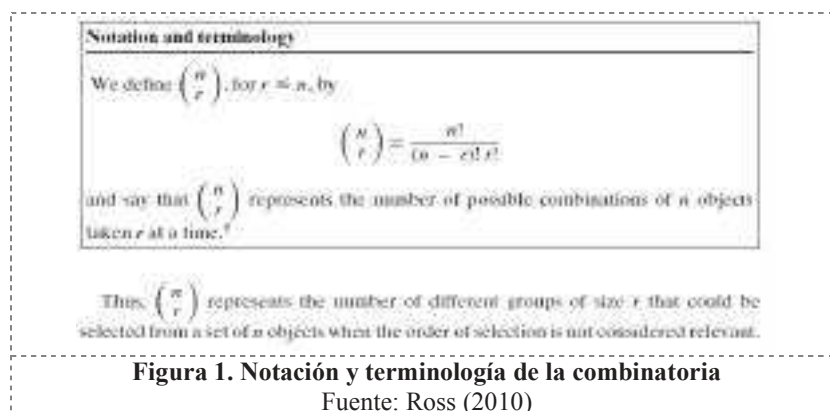 Notation and terminology
We define (n r), for r ≤ n, by
(n r) = n! / (n − r)! r!
and say that (n r) represents the number of possible combinations of n objects
taken r at a time.
Thus, (n r) represents the number of different groups of size r that could be
selected from a set of n objects when the order of selection is not considered relevant.
Figura 1. Notación y terminología de la combinatoria
Fuente: Ross (2010)